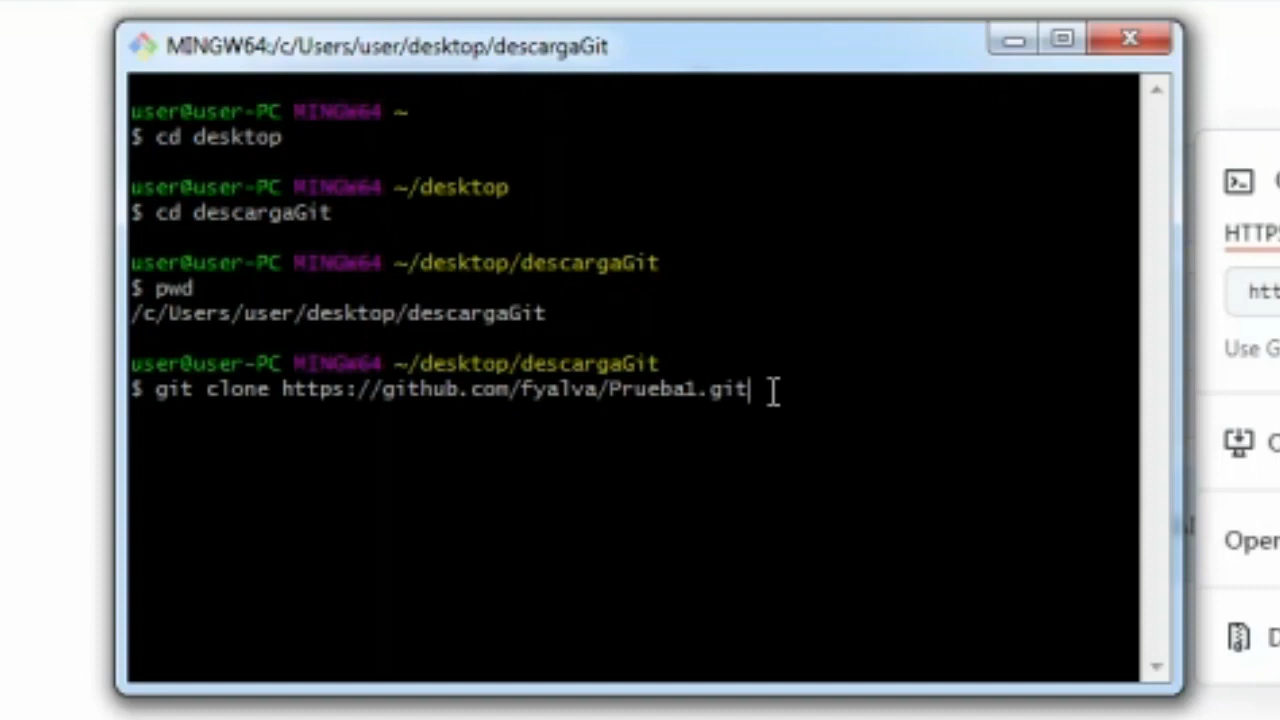 MINGW64:/c/Users/user/desktop/descargaGit
user@user-PC MINGW64 ~
$ cd desktop
user@user-PC MINGW64 ~/desktop
$ cd descargaGit
user@user-PC MINGW64 ~/desktop/descargaGit
$ pwd
/c/Users/user/desktop/descargaGit
user@user-PC MINGW64 ~/desktop/descargaGit
$ git clone https://github.com/fyalva/Prueba1.git
HTTPS
htt
Use G
Open